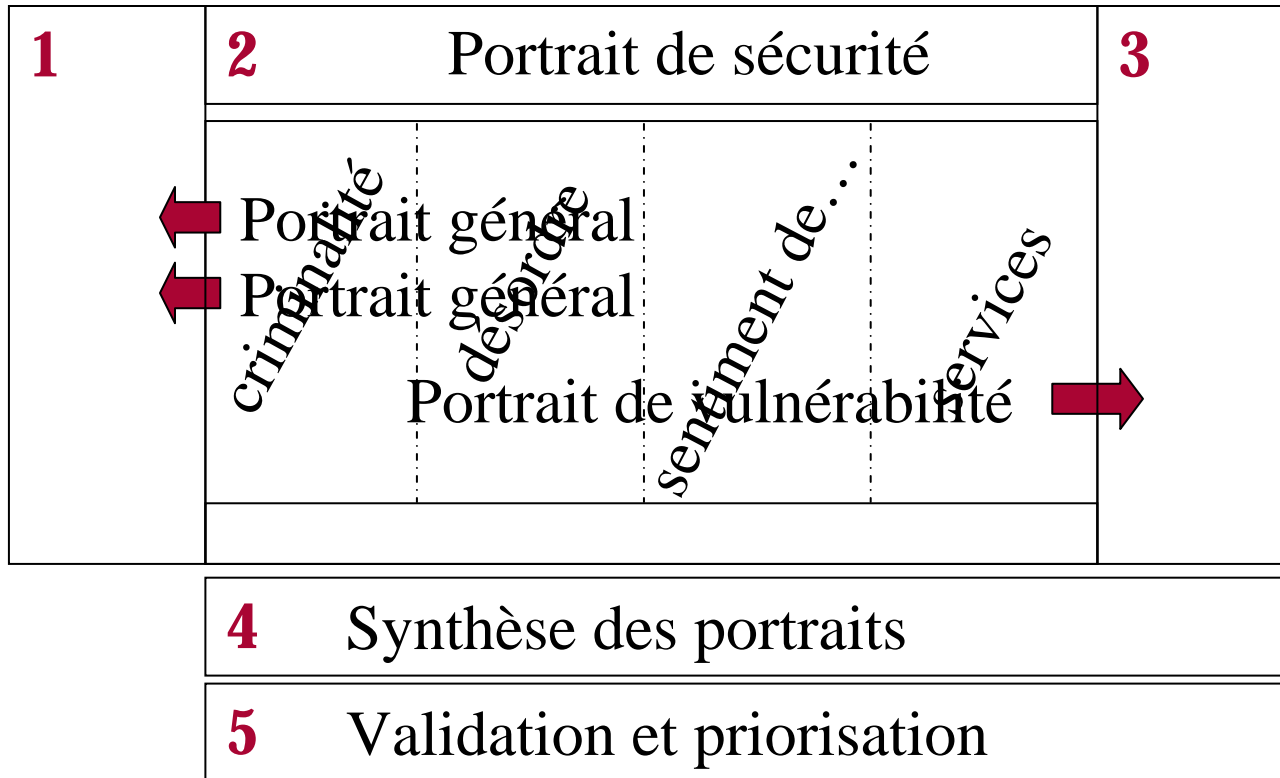 1
2 Portrait de sécurité
3
criminalité
désordre
sentiment de…
services
Portrait général
Portrait général
Portrait de vulnérabilité
4 Synthèse des portraits
5 Validation et priorisation